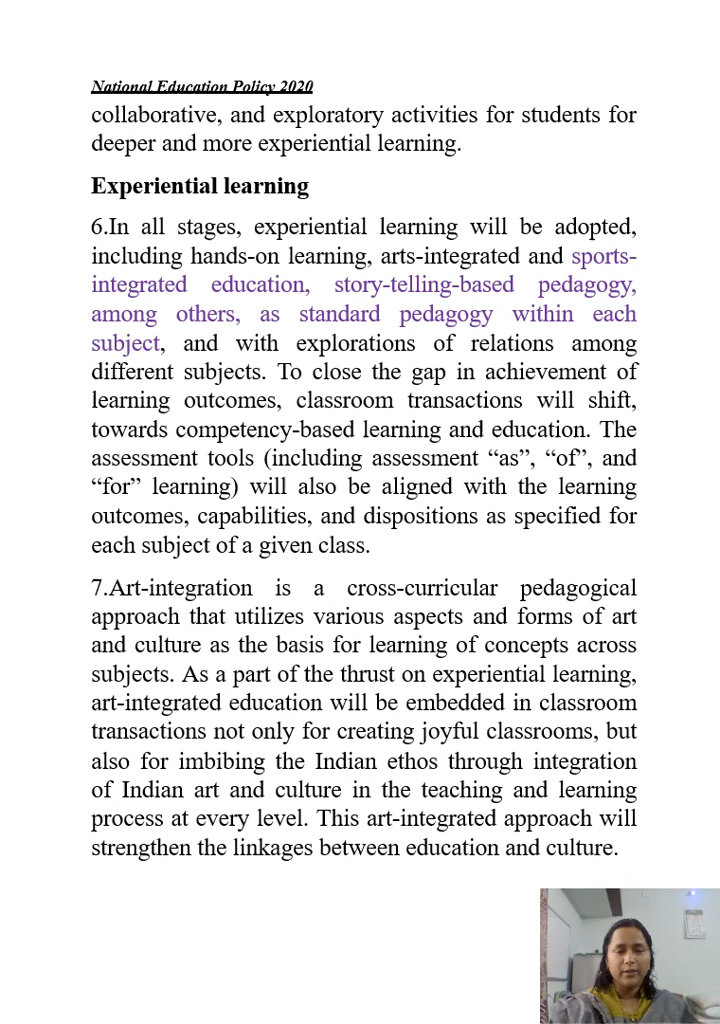 National Education Policy 2020
collaborative, and exploratory activities for students for
deeper and more experiential learning.
Experiential learning
6.In all stages, experiential learning will be adopted,
including hands-on learning, arts-integrated and sports-
integrated education, story-telling-based pedagogy,
among others, as standard pedagogy within each
subject, and with explorations of relations among
different subjects. To close the gap in achievement of
learning outcomes, classroom transactions will shift,
towards competency-based learning and education. The
assessment tools (including assessment “as”, “of”, and
“for” learning) will also be aligned with the learning
outcomes, capabilities, and dispositions as specified for
each subject of a given class.
7.Art-integration is a cross-curricular pedagogical
approach that utilizes various aspects and forms of art
and culture as the basis for learning of concepts across
subjects. As a part of the thrust on experiential learning,
art-integrated education will be embedded in classroom
transactions not only for creating joyful classrooms, but
also for imbibing the Indian ethos through integration
of Indian art and culture in the teaching and learning
process at every level. This art-integrated approach will
strengthen the linkages between education and culture.